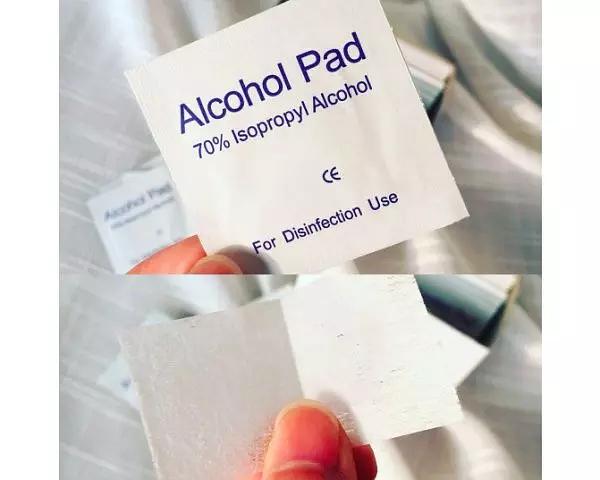 Alcohol Pad
70% Isopropyl Alcohol
CE
For Disinfection Use
Alcohol Pad